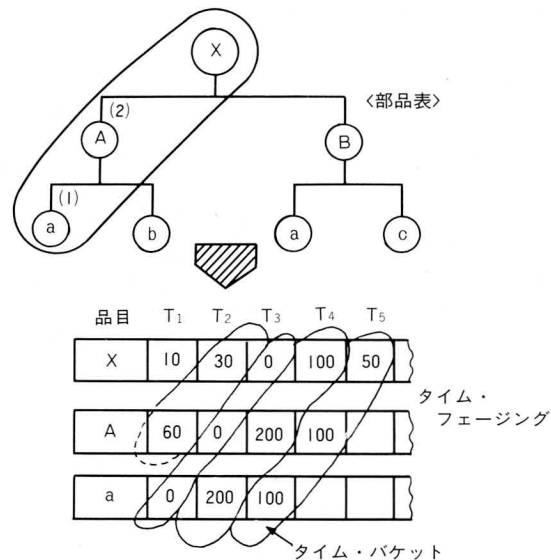 X
〈部品表〉
(2)
A
B
(1)
a
b
a
c
品目 T1 T2 T3 T4 T5
X 10 30 0 100 50
タイム・
フェージング
A 60 0 200 100
a 0 200 100
タイム・バケット